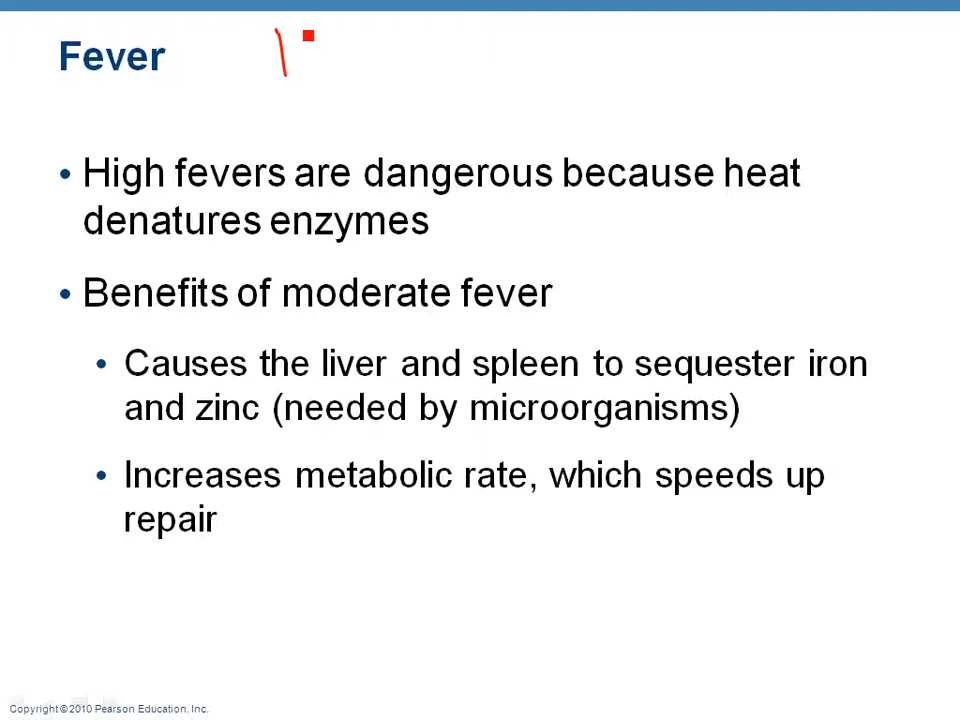 Fever
• High fevers are dangerous because heat
denatures enzymes
• Benefits of moderate fever
• Causes the liver and spleen to sequester iron
and zinc (needed by microorganisms)
• Increases metabolic rate, which speeds up
repair
Copyright © 2010 Pearson Education, Inc.